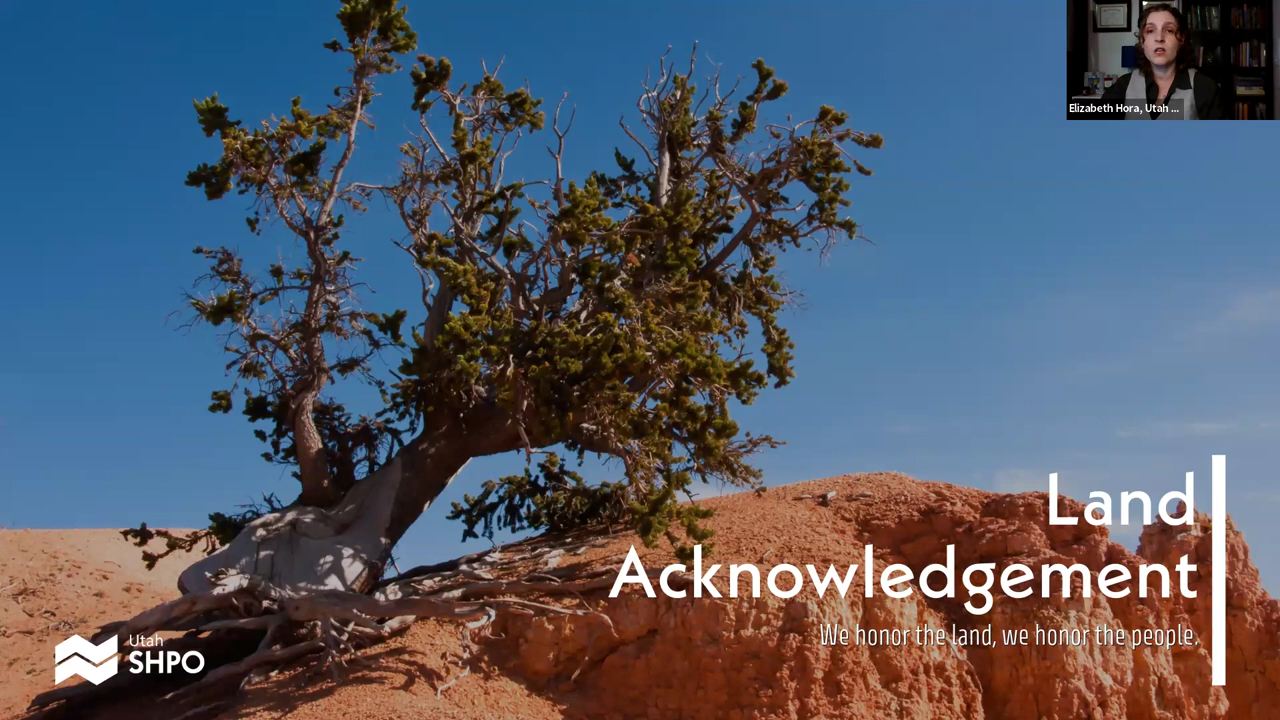 Elizabeth Hora, Utah ...
Land
Acknowledgement
We honor the land, we honor the people.
Utah
SHPO